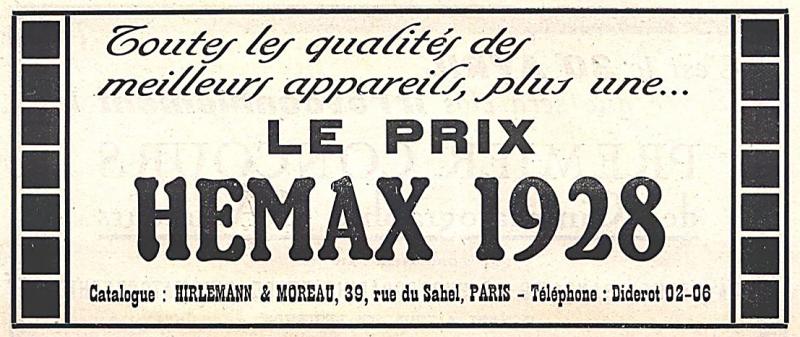 Toutes les qualités des
meilleurs appareils, plus une...
LE PRIX
HEMAX 1928
Catalogue : HIRLEMANN & MOREAU, 39, rue du Sahel, PARIS - Téléphone : Diderot 02-06